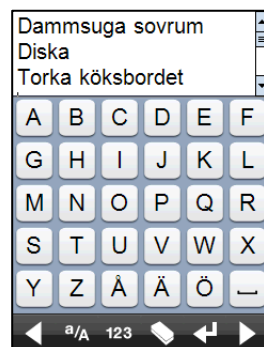 Dammsuga sovrum
Diska
Torka köksbordet
A B C D E F
G H I J K L
M N O P Q R
S T U V W X
Y Z Å Ä Ö
a/A 123